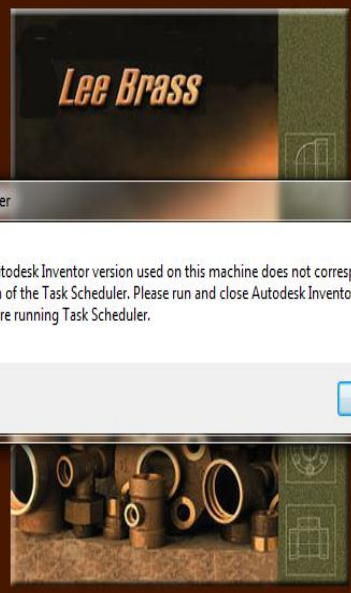 Lee Brass
er
todesk Inventor version used on this machine does not corresp
of the Task Scheduler. Please run and close Autodesk Invento
re running Task Scheduler.